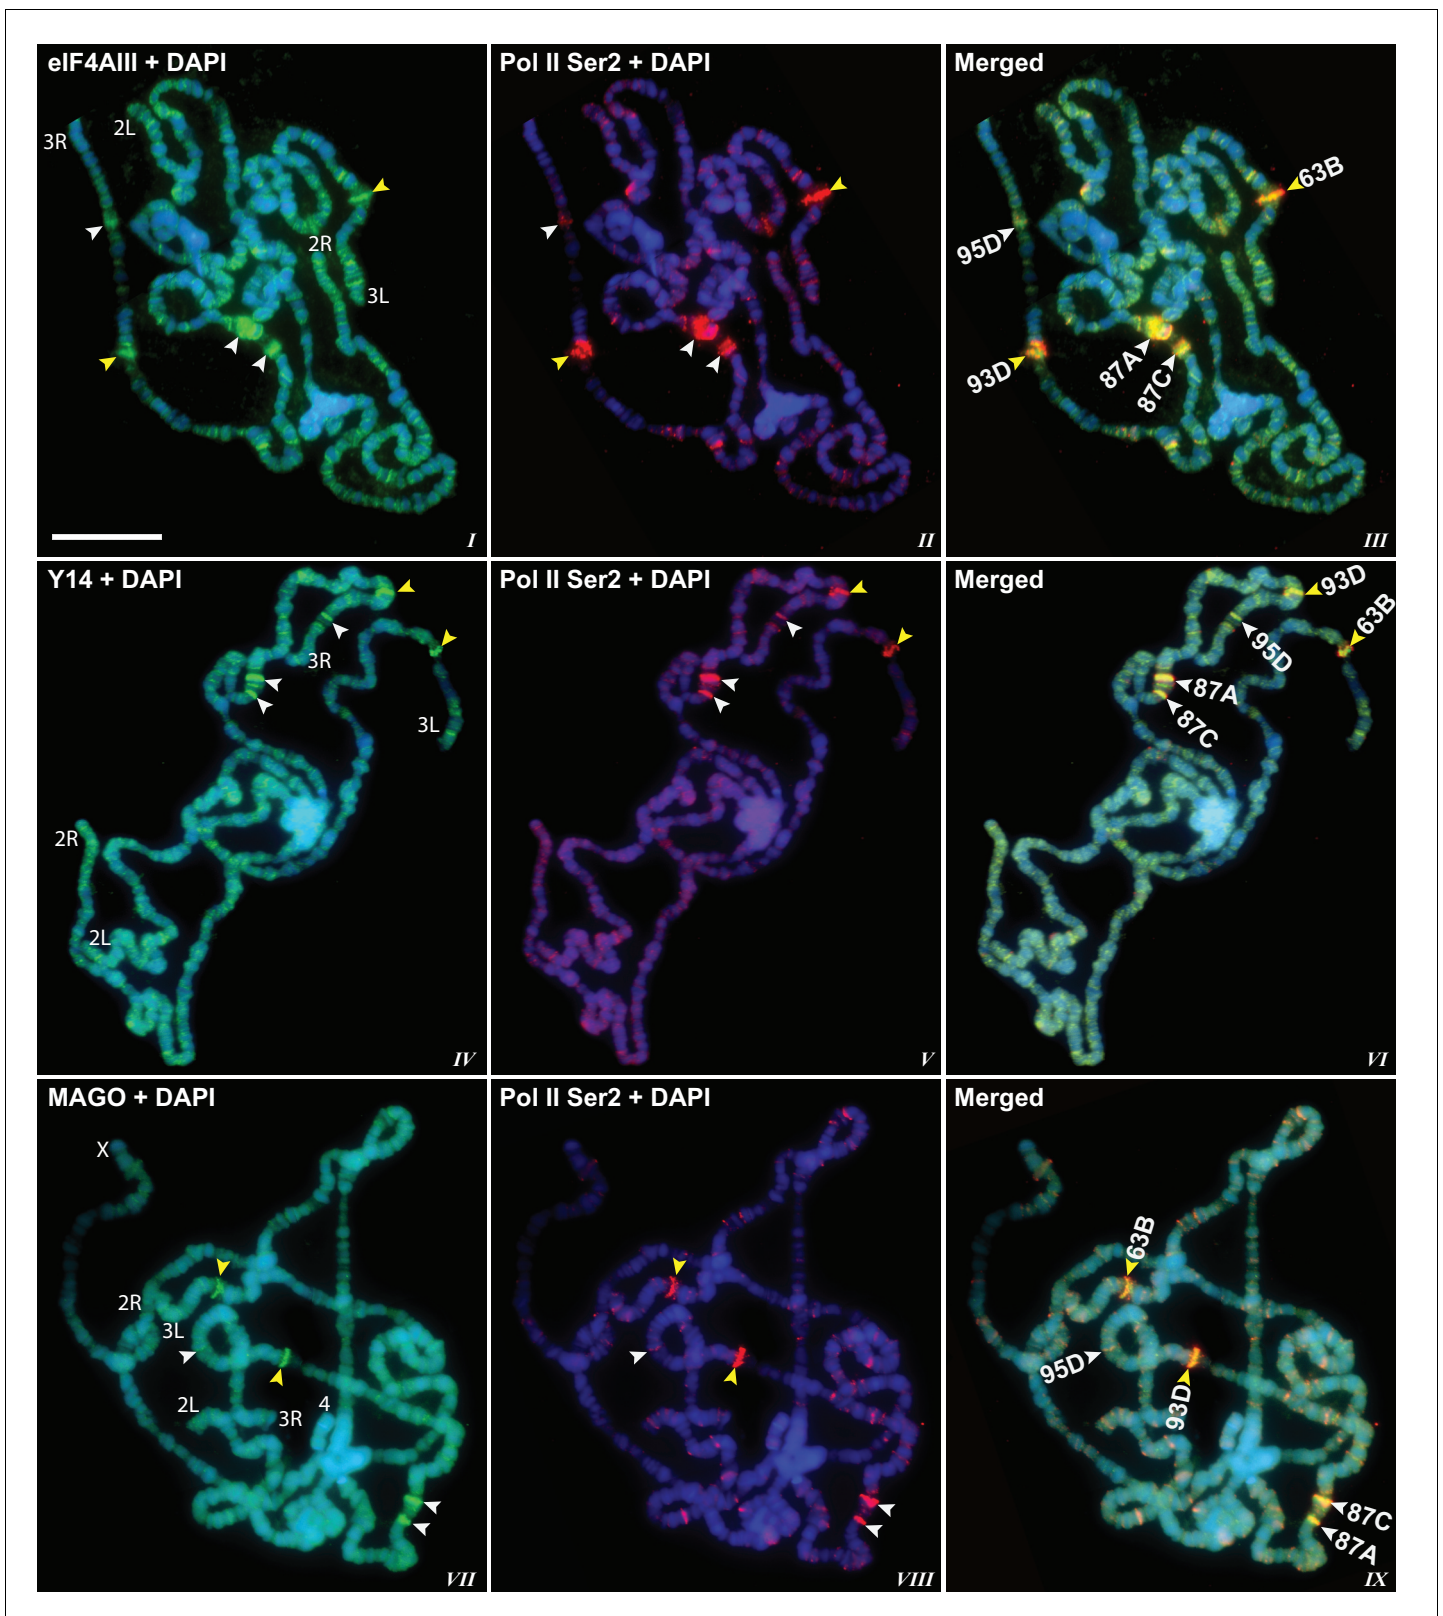 eIF4AIII + DAPI
3R
2L
2R
3L
I
Pol II Ser2 + DAPI
II
Merged
63B
95D
93D
87A
87C
III
Y14 + DAPI
3R
3L
2R
2L
IV
Pol II Ser2 + DAPI
V
Merged
93D
63B
95D
87A
87C
VI
MAGO + DAPI
X
2R
3L
2L
3R
4
VII
Pol II Ser2 + DAPI
VIII
Merged
63B
95D
93D
87C
87A
IX